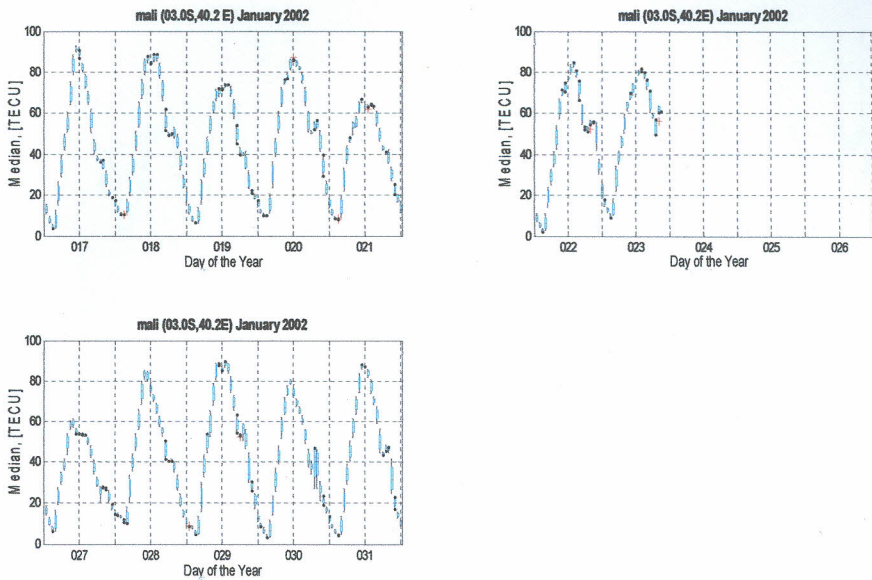 mali (03.0S,40.2 E) January 2002
Median, [TECU]
100
80
60
40
20
0
017 018 019 020 021
Day of the Year
mali (03.0S,40.2E) January 2002
Median, [TECU]
100
80
60
40
20
0
022 023 024 025 026
Day of the Year
mali (03.0S,40.2E) January 2002
Median, [TECU]
100
80
60
40
20
0
027 028 029 030 031
Day of the Year